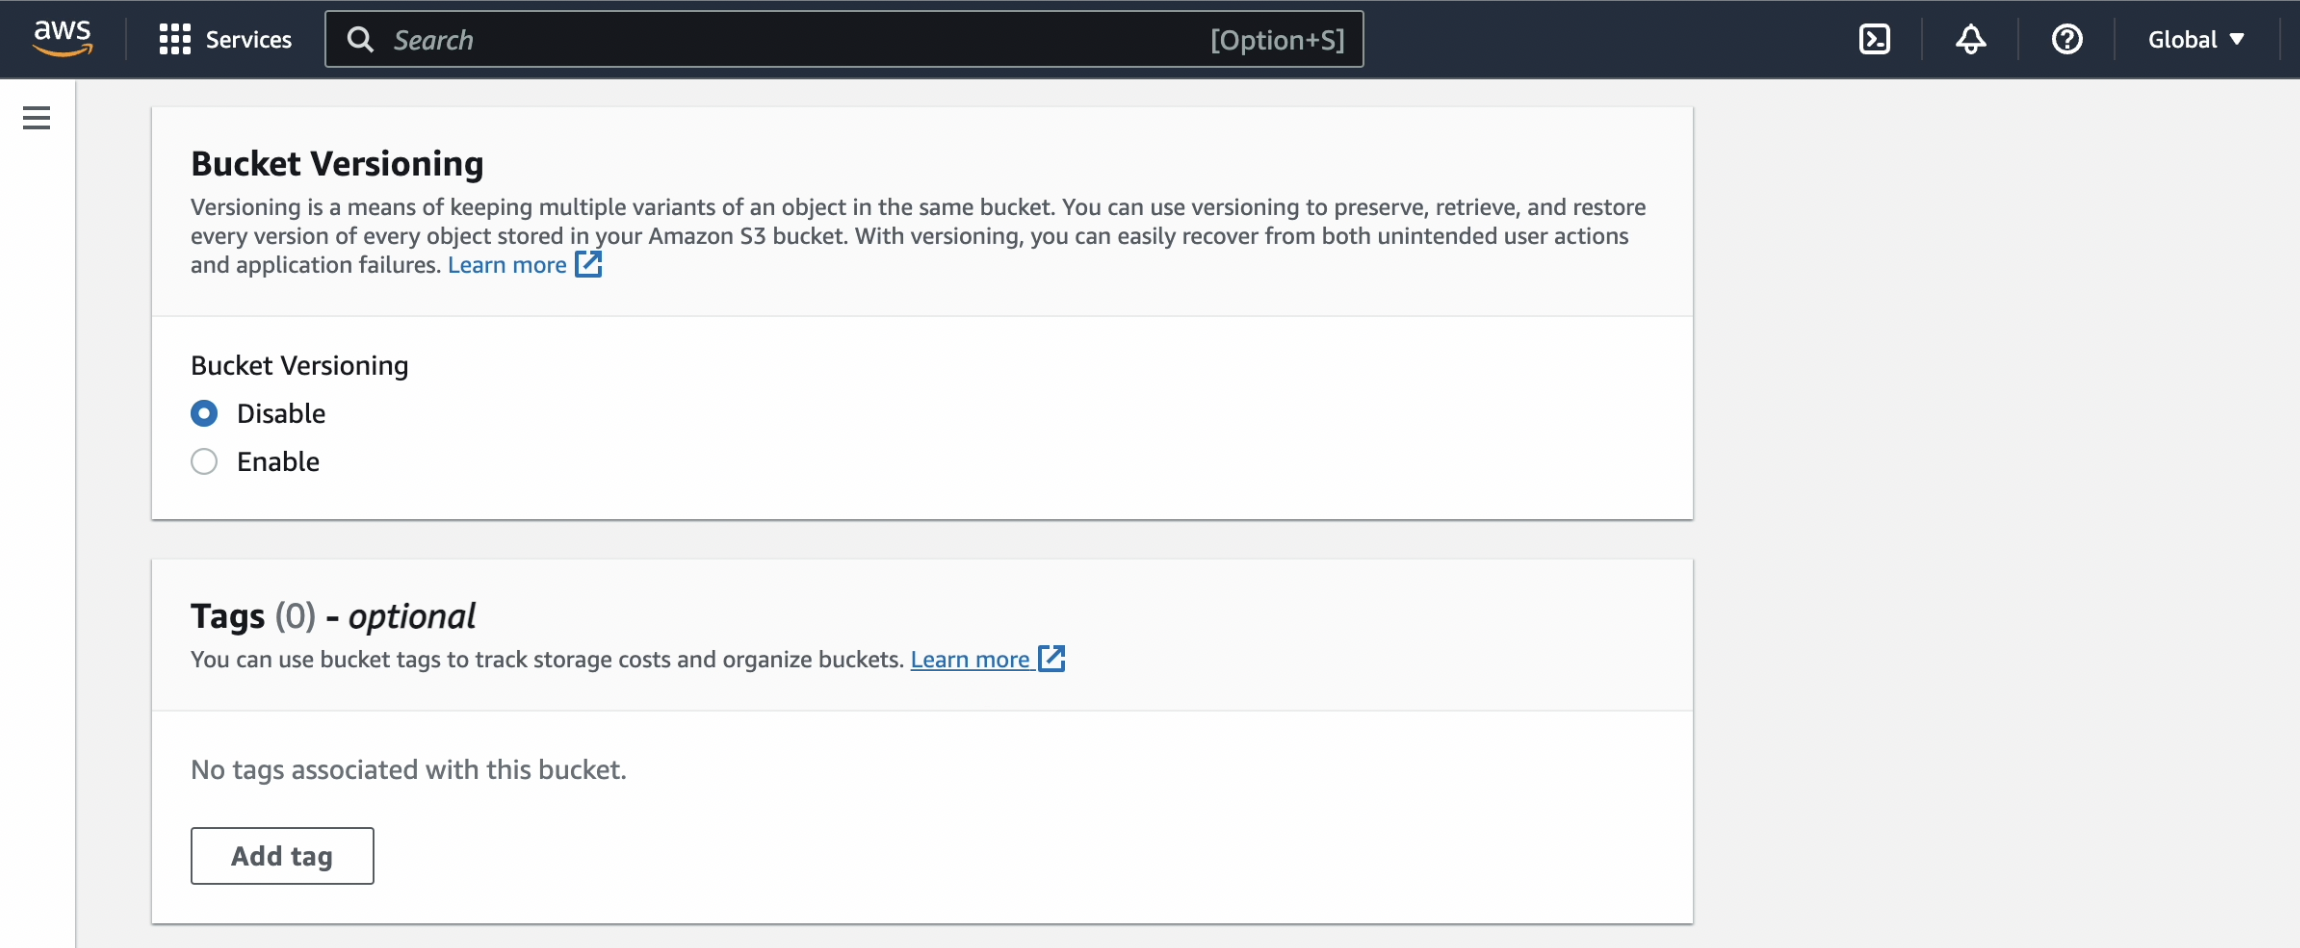 aws
Services
Search
[Option+S]
Global
Bucket Versioning
Versioning is a means of keeping multiple variants of an object in the same bucket. You can use versioning to preserve, retrieve, and restore
every version of every object stored in your Amazon S3 bucket. With versioning, you can easily recover from both unintended user actions
and application failures. Learn more
Bucket Versioning
Disable
Enable
Tags (0) - optional
You can use bucket tags to track storage costs and organize buckets. Learn more
No tags associated with this bucket.
Add tag